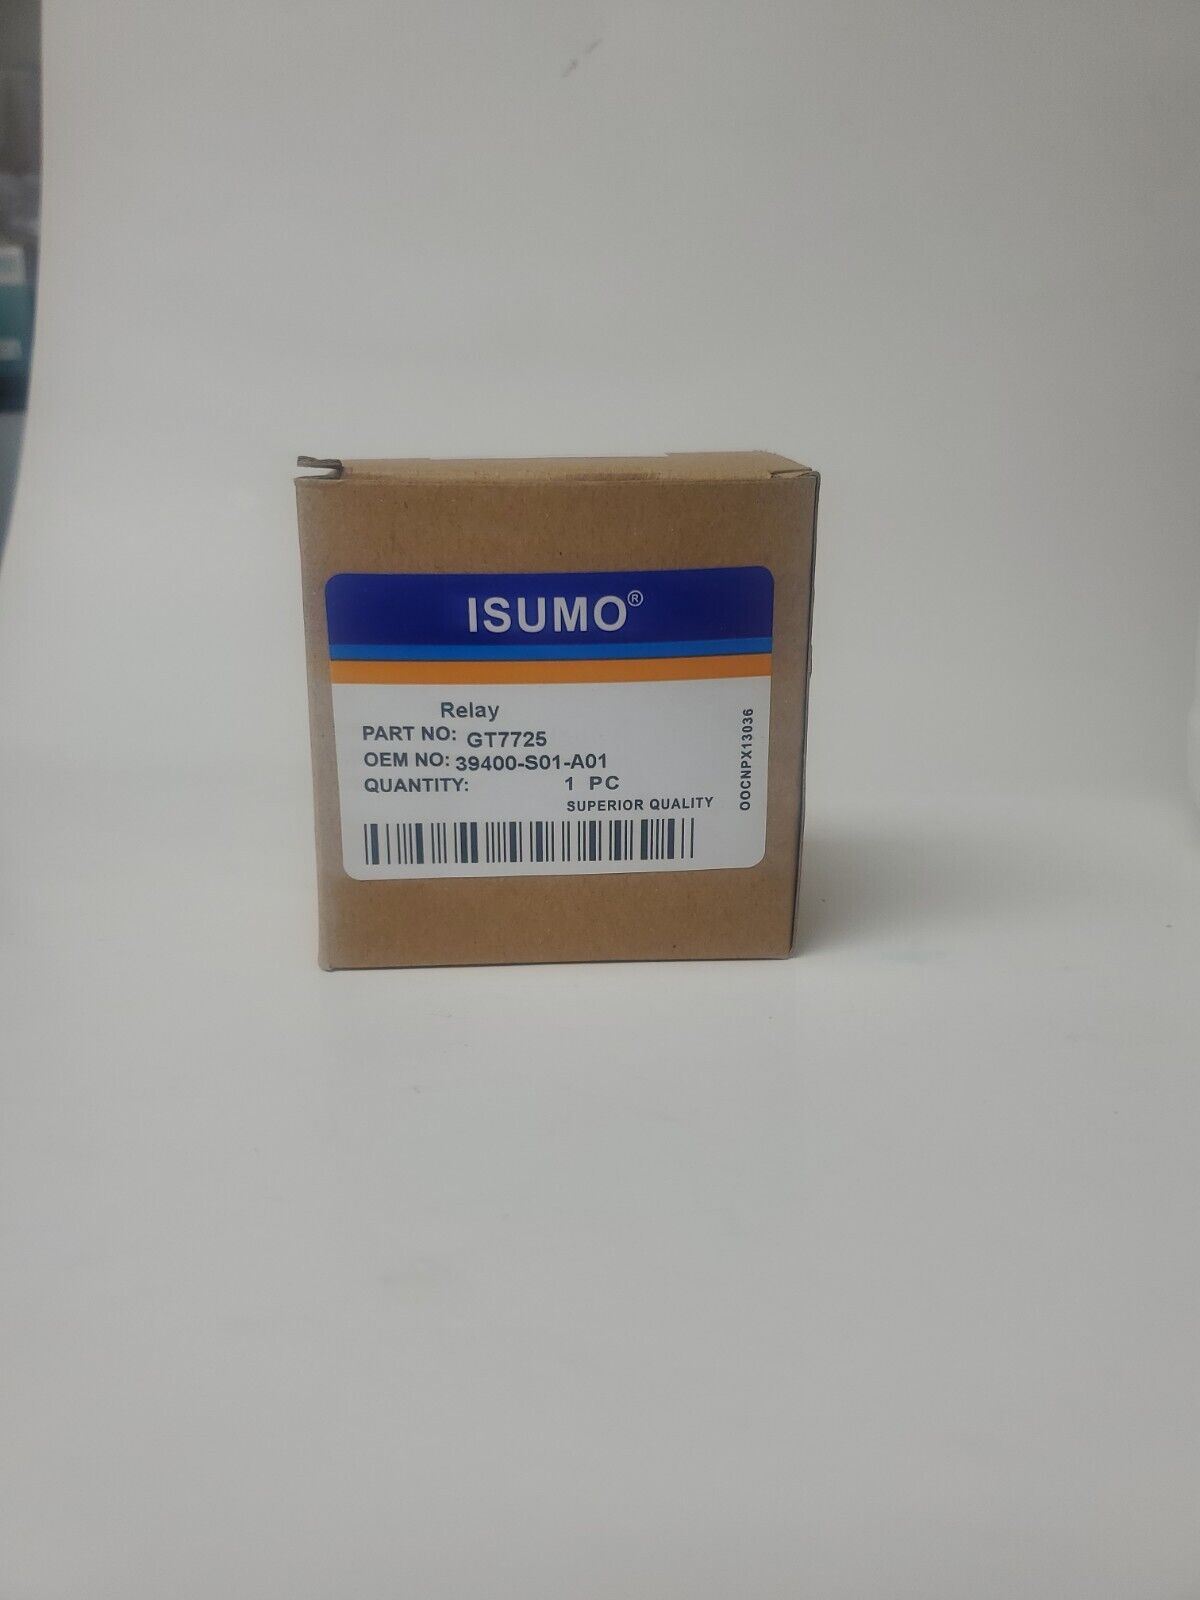 ISUMO®
Relay
PART NO: GT7725
OEM NO: 39400-S01-A01
QUANTITY: 1 PC
SUPERIOR QUALITY
OOCNPX13036